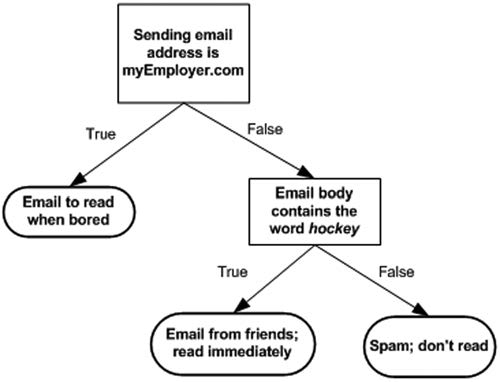 Sending email
address is
myEmployer.com
True
False
Email to read
when bored
Email body
contains the
word hockey
True
False
Email from friends;
read immediately
Spam; don't read